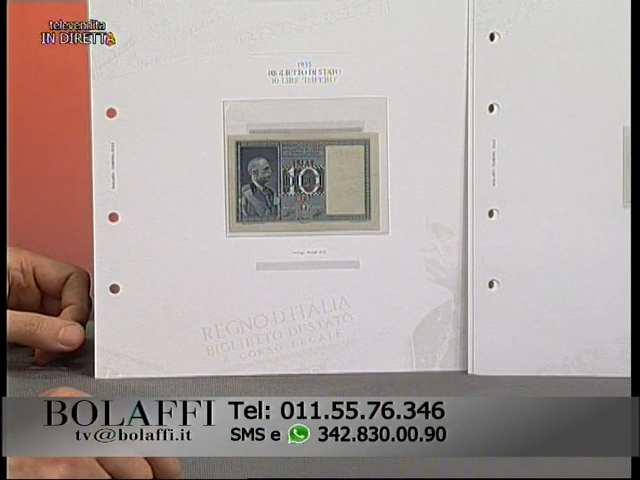 televendita
IN DIRETTA
1935
BIGLIETTO DI STATO
10 LIRE "IMPERO"
LIRE
10
REGNO D'ITALIA
BIGLIETTO DI STATO
A CORSO LEGALE
BOLAFFI
tv@bolaffi.it
Tel: 011.55.76.346
SMS e 342.830.00.90